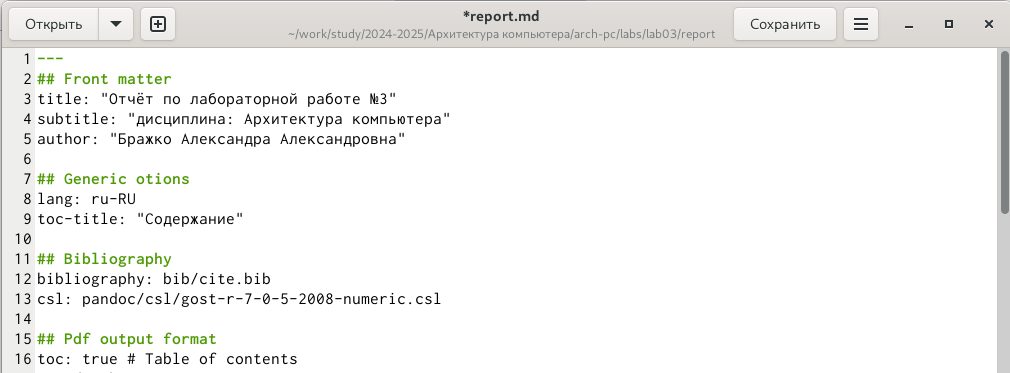 Открыть
*report.md
~/work/study/2024-2025/Архитектура компьютера/arch-pc/labs/lab03/report
Сохранить
1 ---
2 ## Front matter
3 title: "Отчёт по лабораторной работе №3"
4 subtitle: "дисциплина: Архитектура компьютера"
5 author: "Бражко Александра Александровна"
6
7 ## Generic otions
8 lang: ru-RU
9 toc-title: "Содержание"
10
11 ## Bibliography
12 bibliography: bib/cite.bib
13 csl: pandoc/csl/gost-r-7-0-5-2008-numeric.csl
14
15 ## Pdf output format
16 toc: true # Table of contents